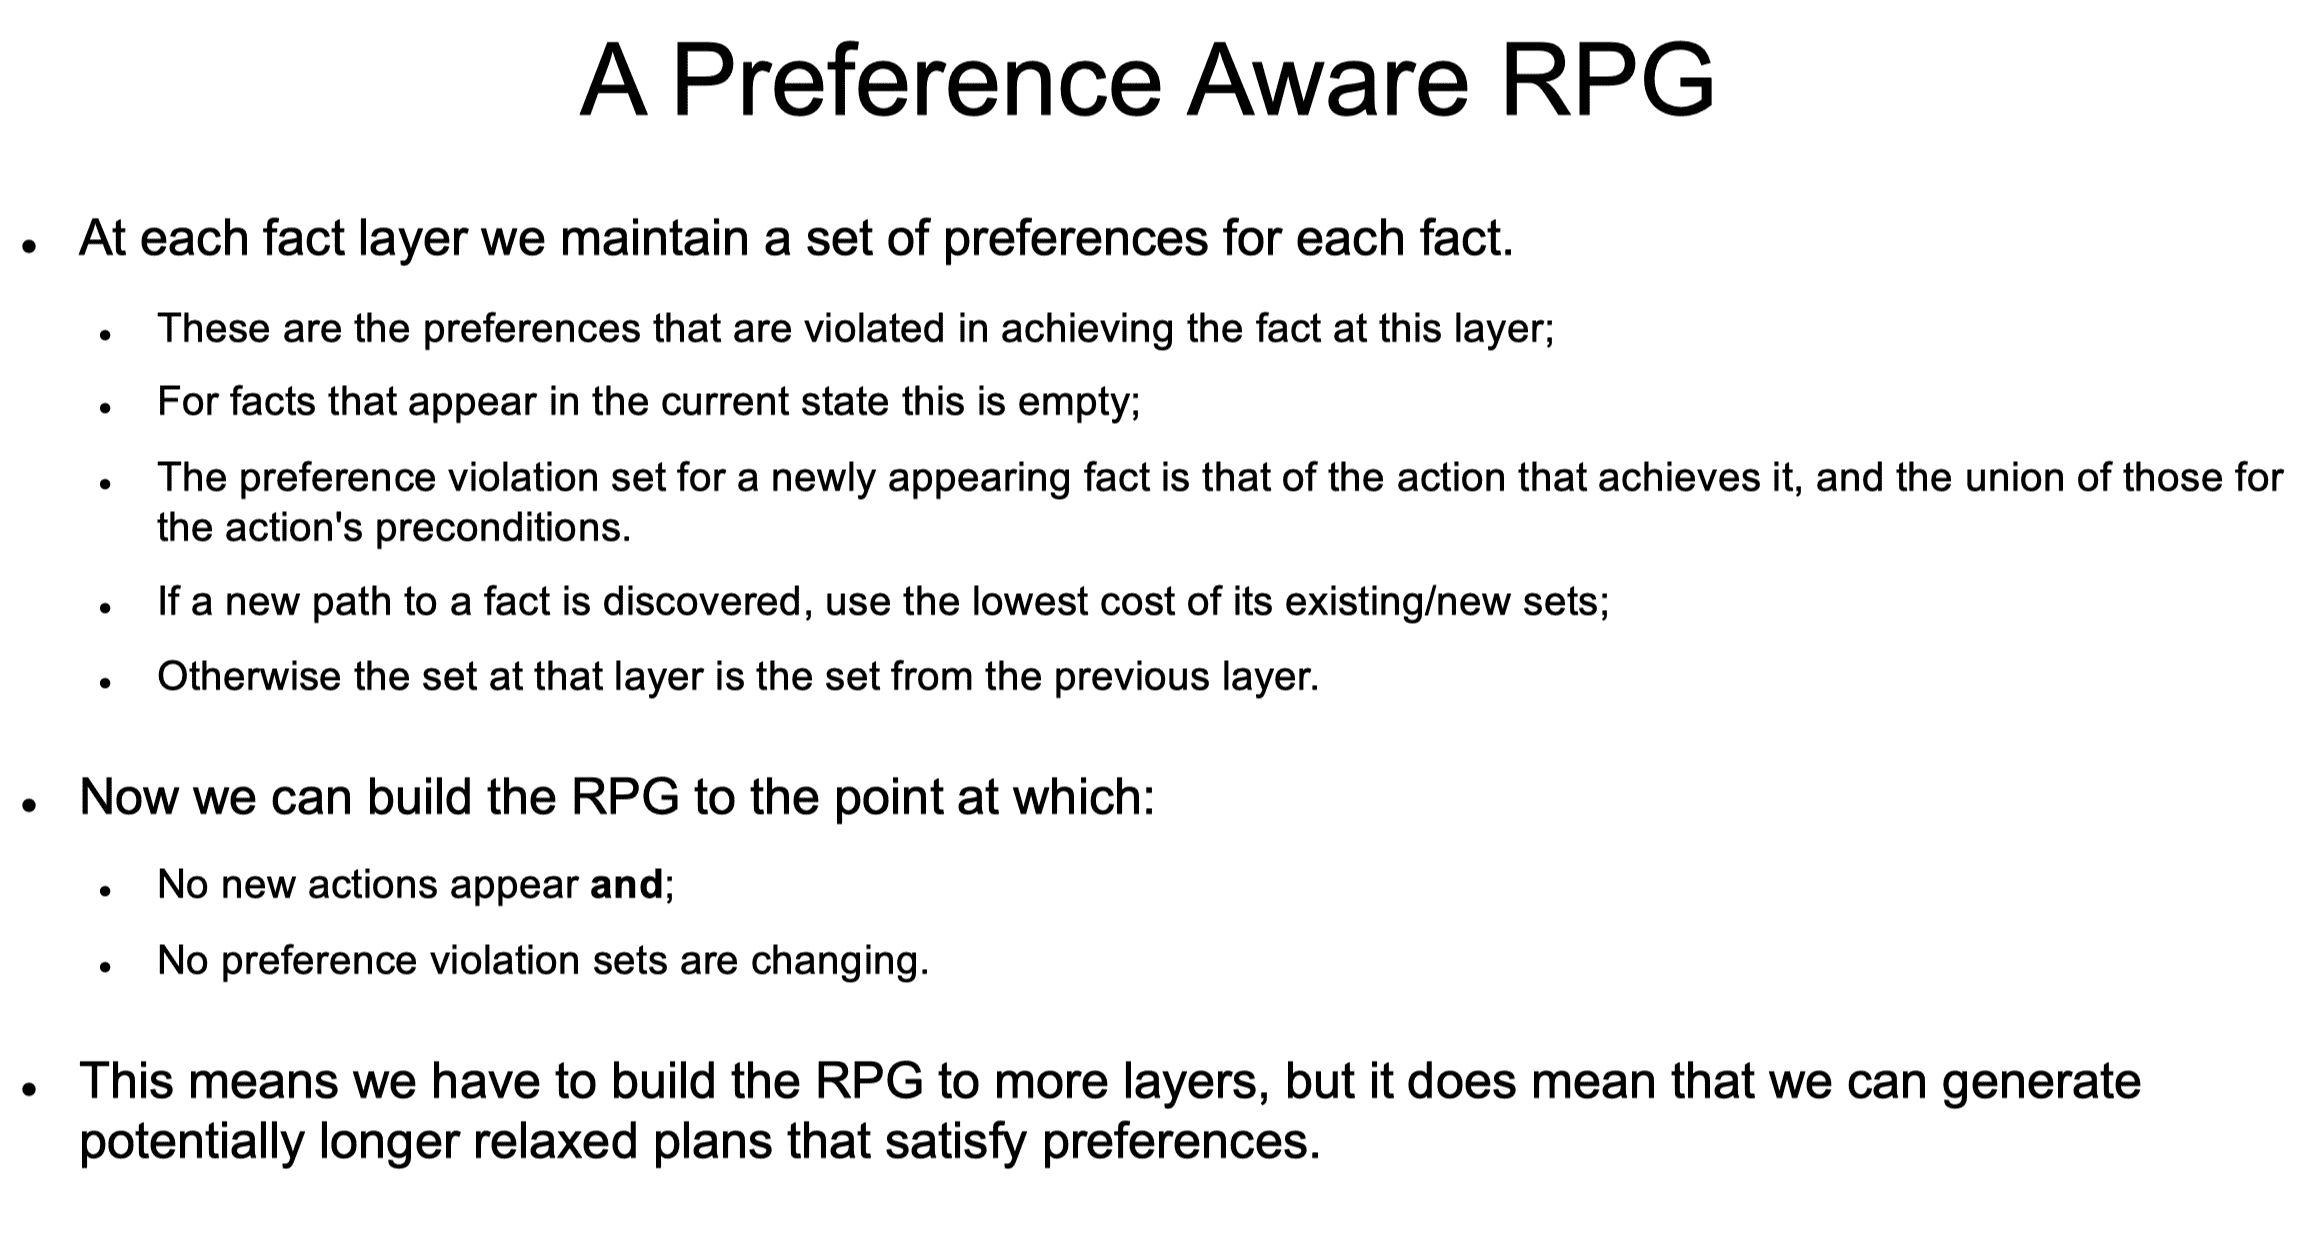 A Preference Aware RPG
• At each fact layer we maintain a set of preferences for each fact.
• These are the preferences that are violated in achieving the fact at this layer;
• For facts that appear in the current state this is empty;
• The preference violation set for a newly appearing fact is that of the action that achieves it, and the union of those for
the action's preconditions.
• If a new path to a fact is discovered, use the lowest cost of its existing/new sets;
• Otherwise the set at that layer is the set from the previous layer.
• Now we can build the RPG to the point at which:
• No new actions appear and;
• No preference violation sets are changing.
• This means we have to build the RPG to more layers, but it does mean that we can generate
potentially longer relaxed plans that satisfy preferences.